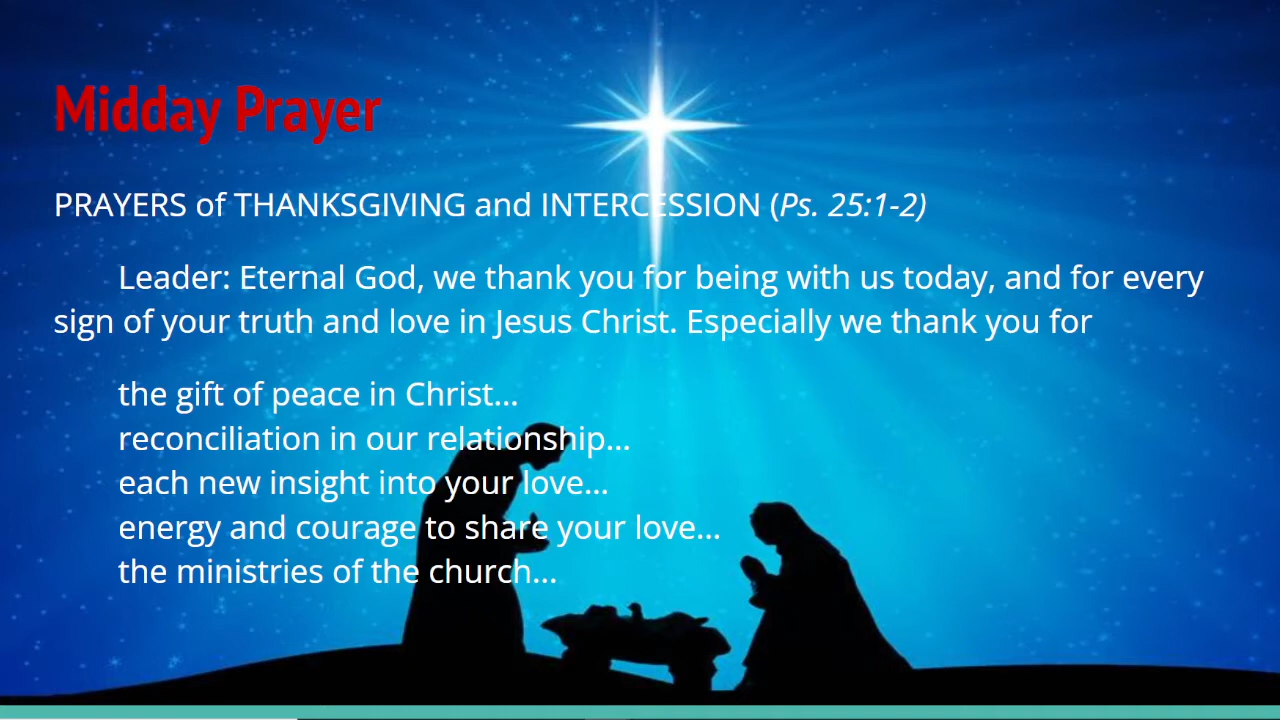 Midday Prayer
PRAYERS of THANKSGIVING and INTERCESSION (Ps. 25:1-2)
Leader: Eternal God, we thank you for being with us today, and for every
sign of your truth and love in Jesus Christ. Especially we thank you for
the gift of peace in Christ...
reconciliation in our relationship...
each new insight into your love...
energy and courage to share your love...
the ministries of the church...